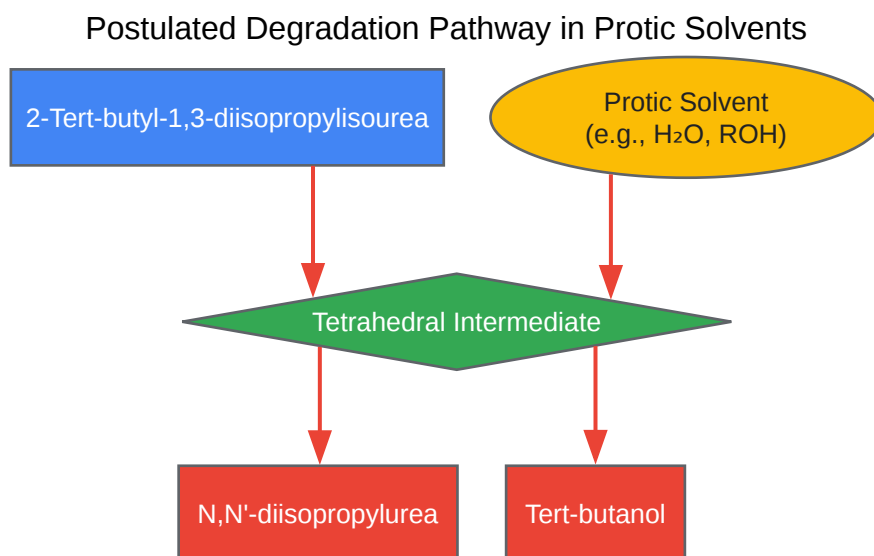 Postulated Degradation Pathway in Protic Solvents
2-Tert-butyl-1,3-diisopropylisourea
Protic Solvent
(e.g., H₂O, ROH)
Tetrahedral Intermediate
N,N'-diisopropylurea
Tert-butanol